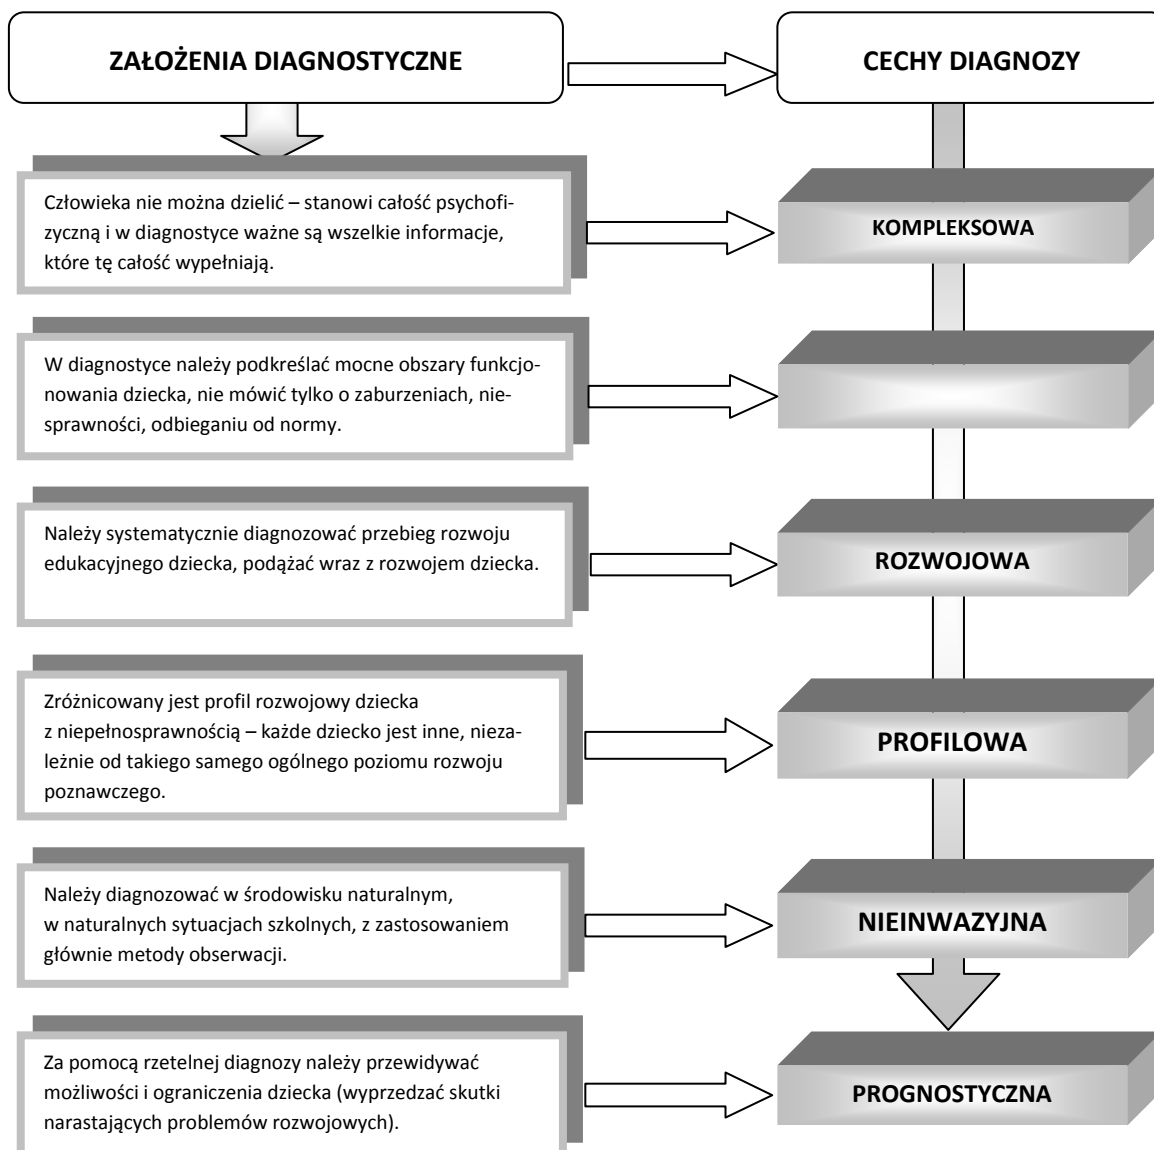 ZAŁOŻENIA DIAGNOSTYCZNE
CECHY DIAGNOZY
Człowieka nie można dzielić – stanowi całość psychofi-
zyczną i w diagnostyce ważne są wszelkie informacje,
które tę całość wypełniają.
KOMPLEKSOWA
W diagnostyce należy podkreślać mocne obszary funkcjo-
nowania dziecka, nie mówić tylko o zaburzeniach, nie-
sprawności, odbieganiu od normy.
Należy systematycznie diagnozować przebieg rozwoju
edukacyjnego dziecka, podążać wraz z rozwojem dziecka.
ROZWOJOWA
Zróżnicowany jest profil rozwojowy dziecka
z niepełnosprawnością – każde dziecko jest inne, nieza-
leżnie od takiego samego ogólnego poziomu rozwoju
poznawczego.
PROFILOWA
Należy diagnozować w środowisku naturalnym,
w naturalnych sytuacjach szkolnych, z zastosowaniem
głównie metody obserwacji.
NIEINWAZYJNA
Za pomocą rzetelnej diagnozy należy przewidywać
możliwości i ograniczenia dziecka (wyprzedzać skutki
narastających problemów rozwojowych).
PROGNOSTYCZNA